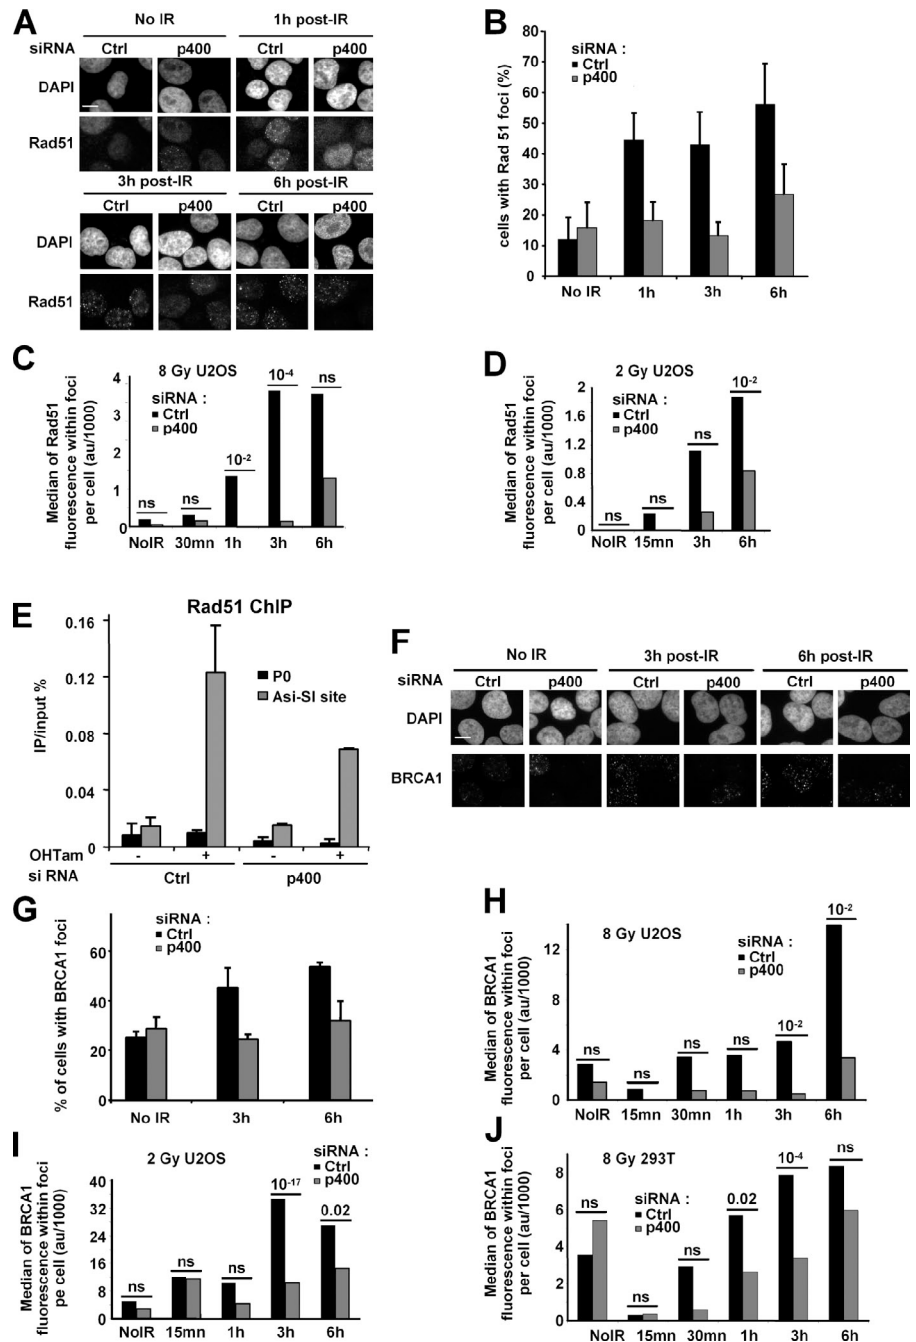 A
No IR
1h post-IR
siRNA
Ctrl
p400
Ctrl
p400
DAPI
Rad51
3h post-IR
6h post-IR
Ctrl
p400
Ctrl
p400
DAPI
Rad51
B
siRNA :
Ctrl
p400
cells with Rad 51 foci (%)
80
70
60
50
40
30
20
10
0
No IR
1h
3h
6h
C
8 Gy U2OS
siRNA :
Ctrl
p400
Median of Rad51
fluorescence within foci
per cell (au/1000)
4
3
2
1
0
ns
ns
10-2
10-4
ns
NoIR
30mn
1h
3h
6h
D
2 Gy U2OS
siRNA :
Ctrl
p400
Median of Rad51
fluorescence within foci
per cell (au/1000)
2
1.6
1.2
0.8
0.4
0
ns
ns
ns
10-2
NoIR
15mn
3h
6h
E
Rad51 ChIP
IP/input %
0.16
0.12
0.08
0.04
0
P0
Asi-SI site
OHTam
-
+
-
+
si RNA
Ctrl
p400
F
No IR
3h post-IR
6h post-IR
siRNA
Ctrl
p400
Ctrl
p400
Ctrl
p400
DAPI
BRCA1
G
siRNA :
Ctrl
p400
% of cells with BRCA1 foci
60
40
20
0
No IR
3h
6h
H
8 Gy U2OS
siRNA :
Ctrl
p400
Median of BRCA1
fluorescence within foci
per cell (au/1000)
12
8
4
0
ns
ns
ns
ns
10-2
10-2
NoIR
15mn
30mn
1h
3h
6h
I
2 Gy U2OS
siRNA :
Ctrl
p400
Median of BRCA1
fluorescence within foci
pe cell (au/1000)
40
32
24
16
8
0
ns
ns
ns
10-17
0.02
NoIR
15mn
1h
3h
6h
J
8 Gy 293T
siRNA :
Ctrl
p400
Median of BRCA1
fluorescence within foci
per cell (au/1000)
8
6
4
2
0
ns
ns
ns
0.02
10-4
ns
NoIR
15mn
30mn
1h
3h
6h